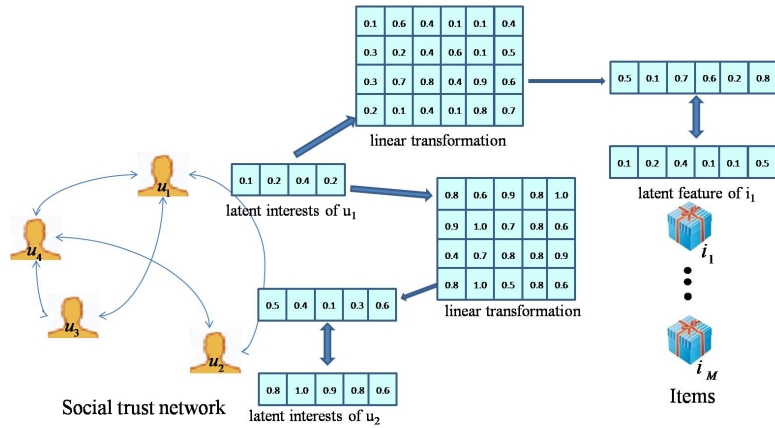 0.1 0.6 0.4 0.1 0.1 0.4
0.3 0.2 0.4 0.6 0.1 0.5
0.3 0.7 0.8 0.4 0.9 0.6
0.2 0.1 0.4 0.1 0.8 0.7
linear transformation
0.5 0.1 0.7 0.6 0.2 0.8
0.1 0.2 0.4 0.1 0.1 0.5
latent feature of i1
u1
0.1 0.2 0.4 0.2
latent interests of u1
0.8 0.6 0.9 0.8 1.0
0.9 1.0 0.7 0.8 0.6
0.4 0.7 0.8 0.8 0.9
0.8 1.0 0.5 0.8 0.6
linear transformation
i1
u4
u3
0.5 0.4 0.1 0.3 0.6
u2
0.8 1.0 0.9 0.8 0.6
latent interests of u2
iM
Social trust network
Items